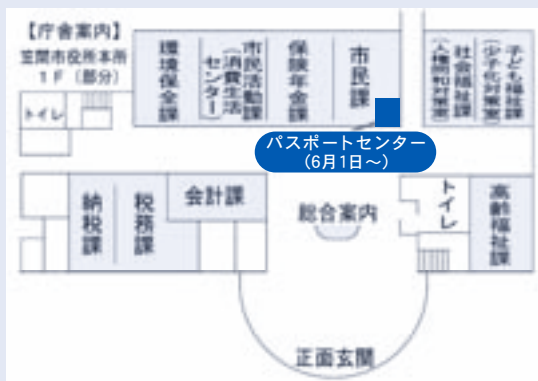 【庁舎案内】
笠間市役所本所
1F（部分）
トイレ
環境保全課
市民活動課
（消費生活センター）
保険年金課
市民課
社会福祉課
（人権同和対策室）
子ども福祉課
（少子化対策室）
パスポートセンター
（6月1日～）
納税課
税務課
会計課
総合案内
トイレ
高齢福祉課
正面玄関